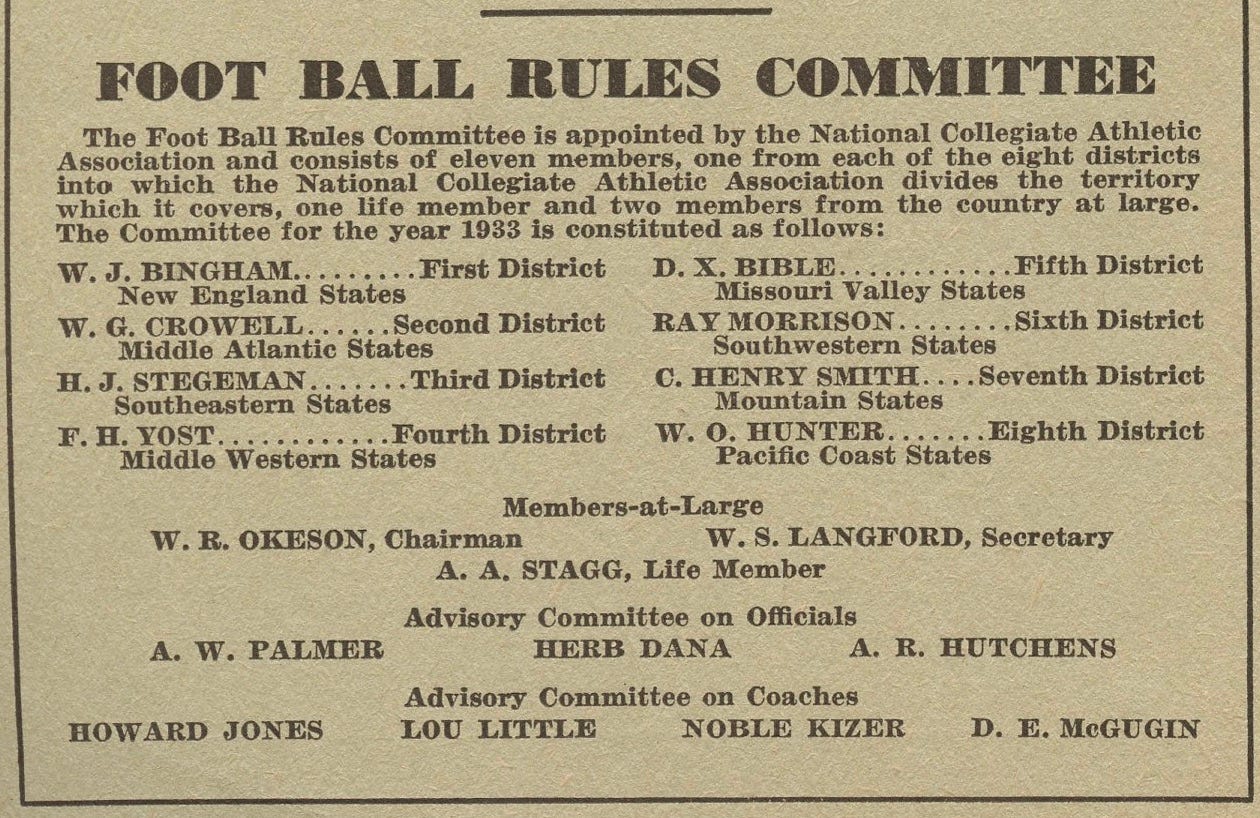 FOOT BALL RULES COMMITTEE
The Foot Ball Rules Committee is appointed by the National Collegiate Athletic
Association and consists of eleven members, one from each of the eight districts
into which the National Collegiate Athletic Association divides the territory
which it covers, one life member and two members from the country at large.
The Committee for the year 1933 is constituted as follows:
W. J. BINGHAM.........First District
New England States
W. G. CROWELL......Second District
Middle Atlantic States
H. J. STEGEMAN.......Third District
Southeastern States
F. H. YOST............Fourth District
Middle Western States
D. X. BIBLE............Fifth District
Missouri Valley States
RAY MORRISON........Sixth District
Southwestern States
C. HENRY SMITH....Seventh District
Mountain States
W. O. HUNTER.......Eighth District
Pacific Coast States
Members-at-Large
W. R. OKESON, Chairman W. S. LANGFORD, Secretary
A. A. STAGG, Life Member
Advisory Committee on Officials
A. W. PALMER HERB DANA A. R. HUTCHENS
Advisory Committee on Coaches
HOWARD JONES LOU LITTLE NOBLE KIZER D. E. McGUGIN